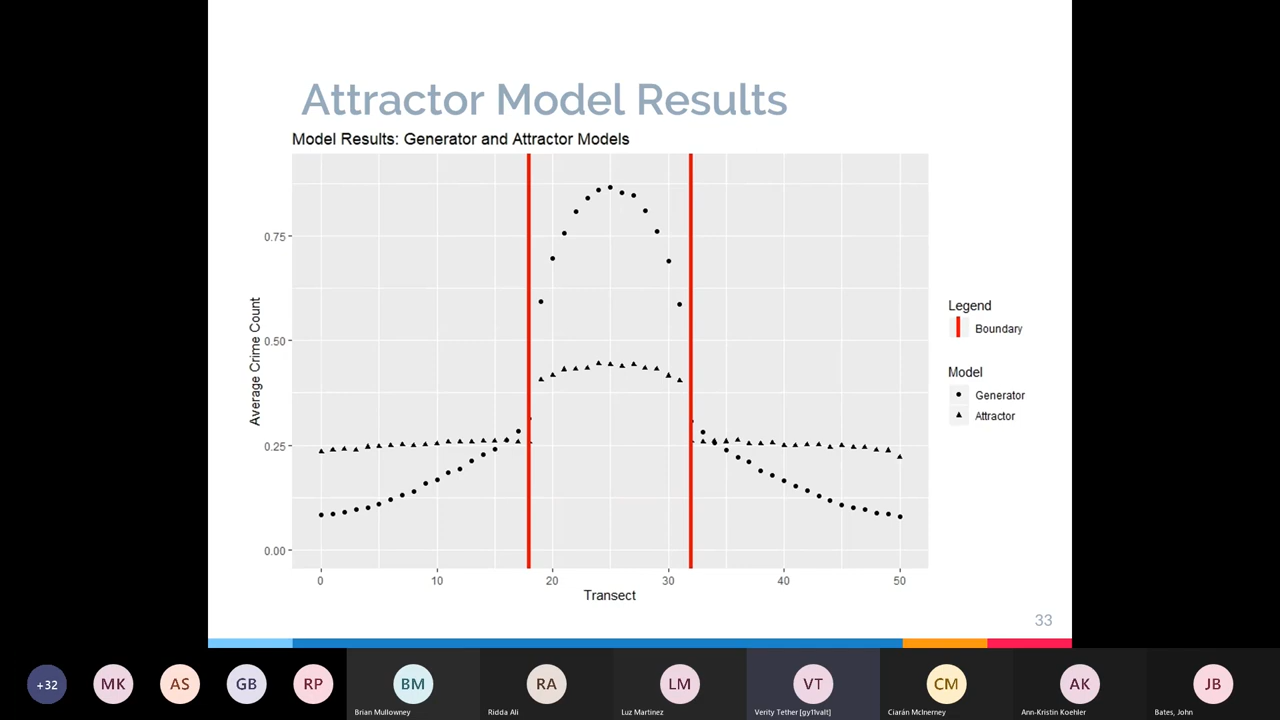 Attractor Model Results
Model Results: Generator and Attractor Models
Average Crime Count
0.75
0.50
0.25
0.00
0 10 20 30 40 50
Transect
Legend
Boundary
Model
Generator
Attractor
33
+32 MK AS GB RP BM RA LM VT CM AK JB
Brian Mullowney Ridda Ali Luz Martinez Verity Tether [gy11valt] Ciarán McInerney Ann-Kristin Koehler Bates, John